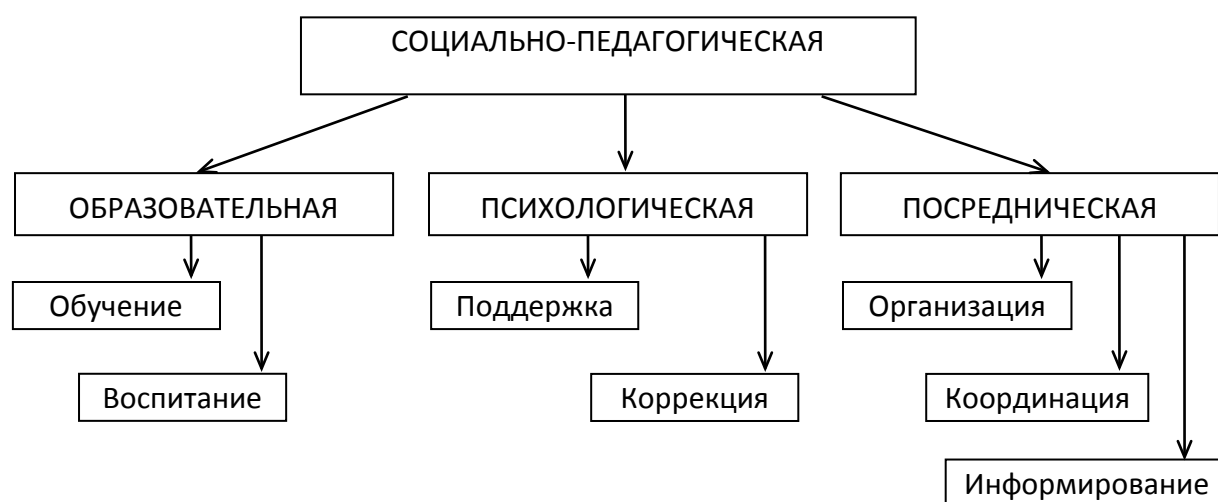 СОЦИАЛЬНО-ПЕДАГОГИЧЕСКАЯ
ОБРАЗОВАТЕЛЬНАЯ
ПСИХОЛОГИЧЕСКАЯ
ПОСРЕДНИЧЕСКАЯ
Обучение
Поддержка
Организация
Воспитание
Коррекция
Координация
Информирование